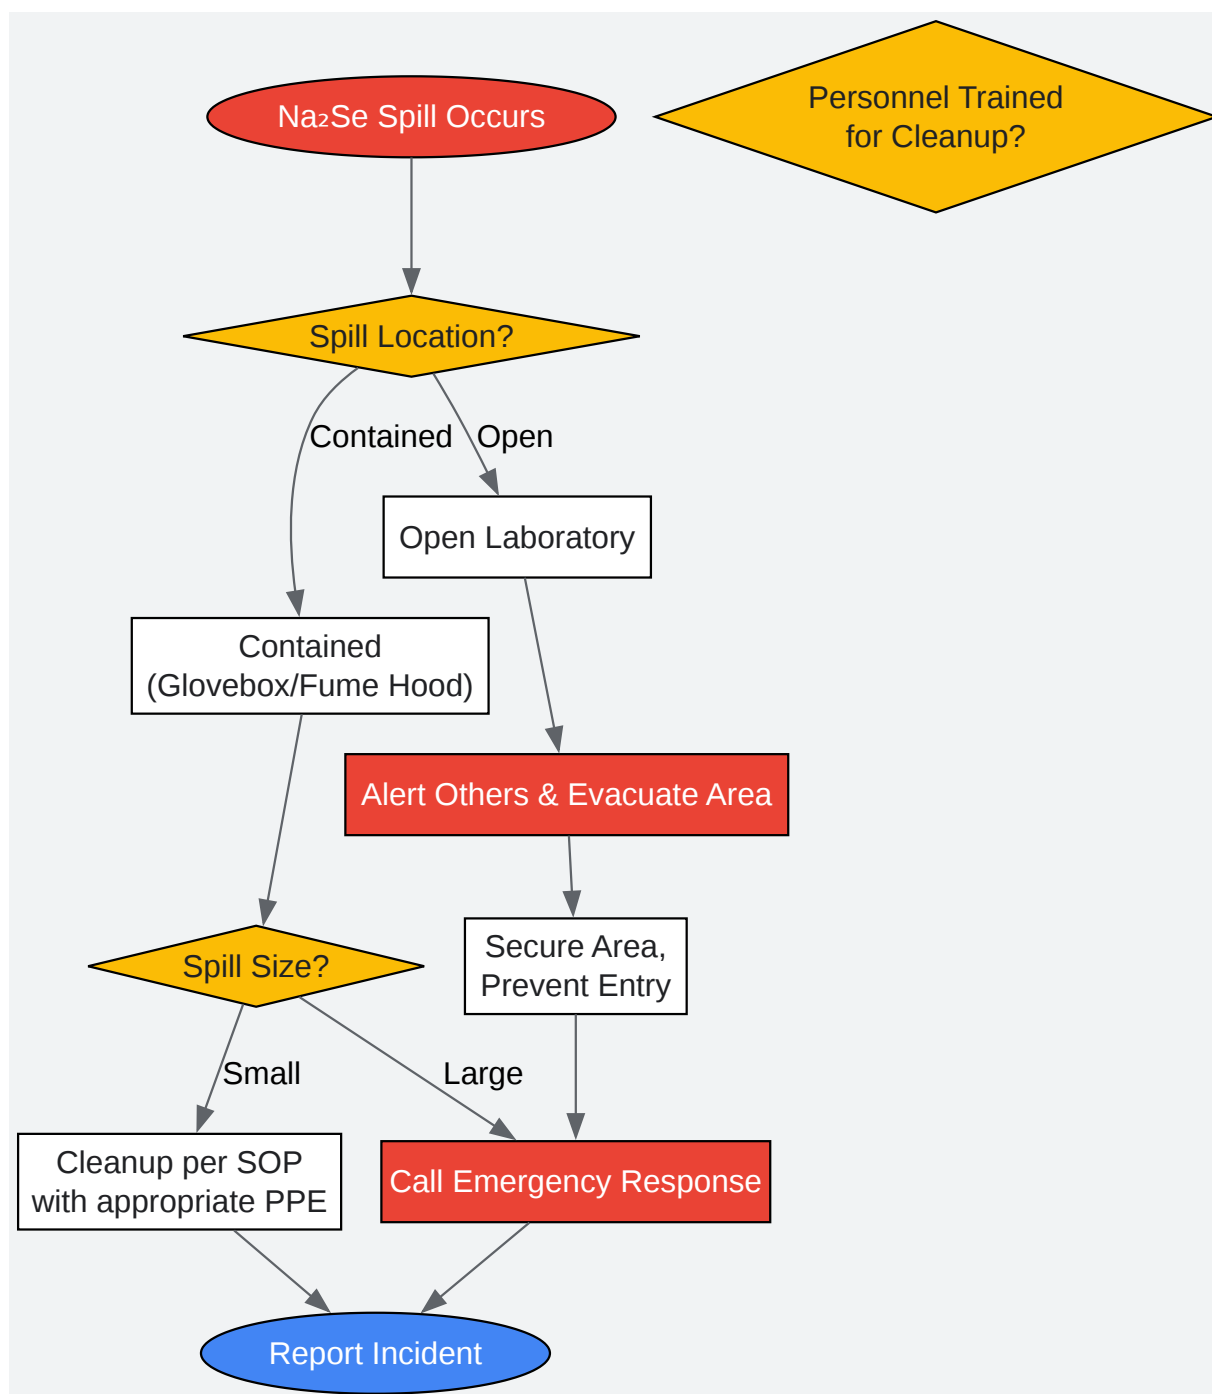 Na₂Se Spill Occurs
Personnel Trained
for Cleanup?
Spill Location?
Contained
Open
Open Laboratory
Contained
(Glovebox/Fume Hood)
Alert Others & Evacuate Area
Secure Area,
Prevent Entry
Spill Size?
Small
Large
Cleanup per SOP
with appropriate PPE
Call Emergency Response
Report Incident